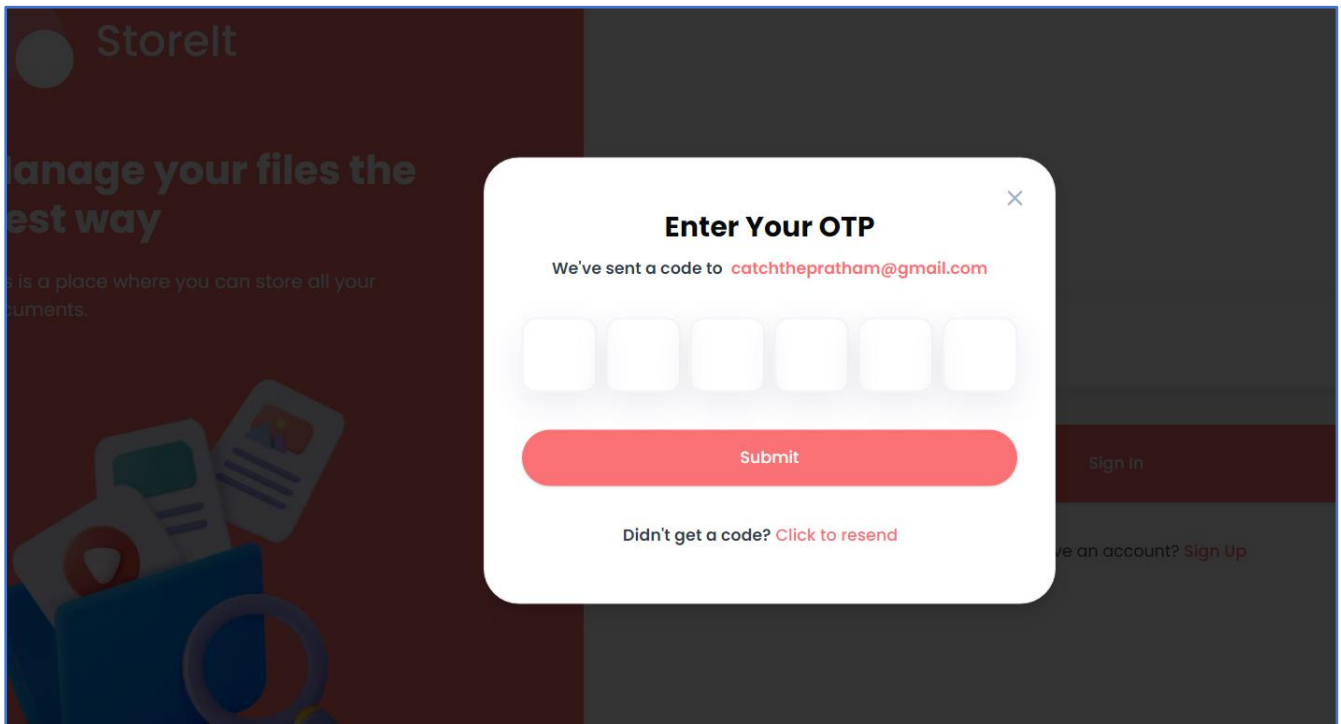 StoreIt
anage your files the
est way
s is a place where you can store all your
cuments.
Enter Your OTP
We've sent a code to catchthepratham@gmail.com
Submit
Didn't get a code? Click to resend
Sign In
ve an account? Sign Up